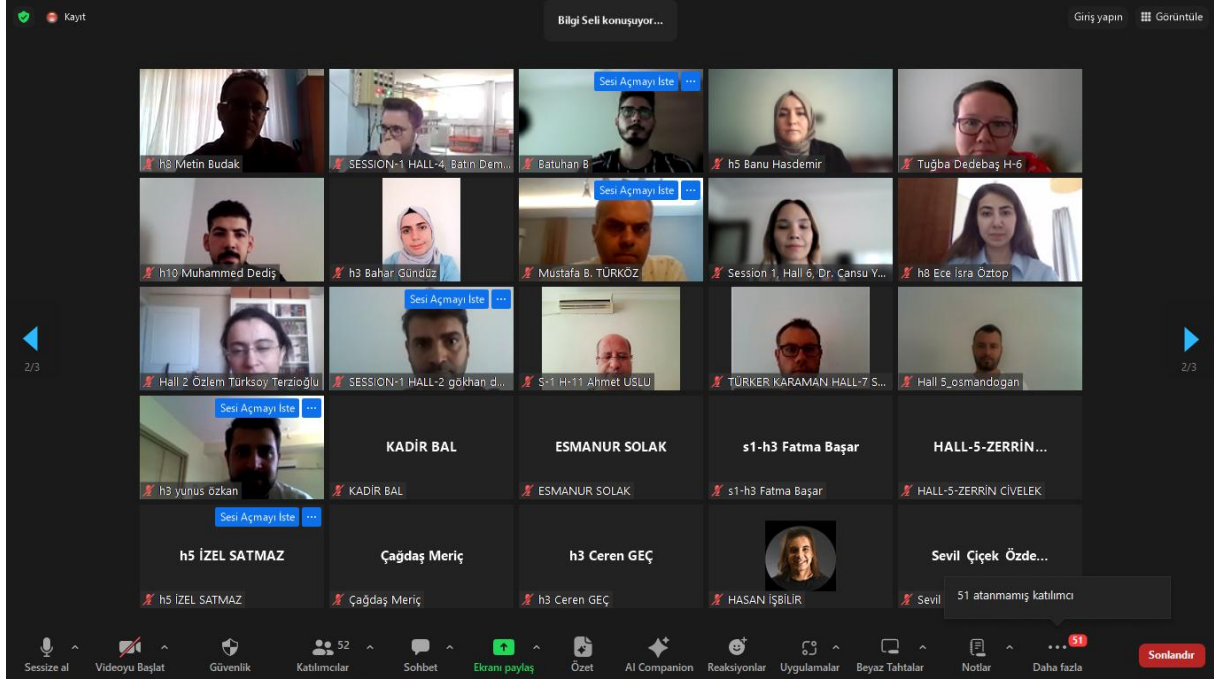 Kayıt
Bilgi Seli konuşuyor...
Giriş yapın
Görüntüle
Sesi Açmayı İste ...
h8 Metin Budak
SESSION-1 HALL-4, Batın Dem...
Batuhan B
h5 Banu Hasdemir
Tuğba Dedebaş H-6
Sesi Açmayı İste ...
h10 Muhammed Dediş
h3 Bahar Gündüz
Mustafa B. TÜRKÖZ
Session 1, Hall 6, Dr. Cansu Y...
h8 Ece İsra Öztop
Sesi Açmayı İste ...
2/3
2/3
Hall 2 Özlem Türksoy Terzioğlu
SESSION-1 HALL-2 gökhan d...
S-1 H-11 Ahmet USLU
TÜRKER KARAMAN HALL-7 S...
Hall 5_osmandogan
Sesi Açmayı İste ...
KADİR BAL
ESMANUR SOLAK
s1-h3 Fatma Başar
HALL-5-ZERRİN...
h3 yunus özkan
KADİR BAL
ESMANUR SOLAK
s1-h3 Fatma Başar
HALL-5-ZERRİN CİVELEK
Sesi Açmayı İste ...
h5 İZEL SATMAZ
Çağdaş Meriç
h3 Ceren GEÇ
Sevil Çiçek Özde...
h5 İZEL SATMAZ
Çağdaş Meriç
h3 Ceren GEÇ
HASAN İŞBİLİR
Sevil
51 atanmamış katılımcı
52
51
Sessize al
Videoyu Başlat
Güvenlik
Katılımcılar
Sohbet
Ekranı paylaş
Özet
AI Companion
Reaksiyonlar
Uygulamalar
Beyaz Tahtalar
Notlar
Daha fazla
Sonlandır